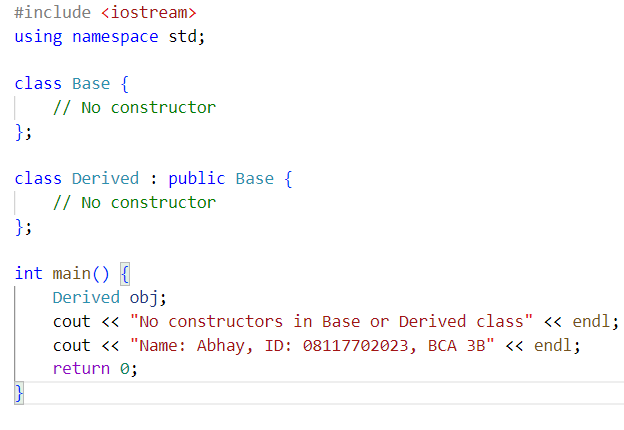 #include <iostream>
using namespace std;
class Base {
// No constructor
};
class Derived : public Base {
// No constructor
};
int main() {
Derived obj;
cout << "No constructors in Base or Derived class" << endl;
cout << "Name: Abhay, ID: 08117702023, BCA 3B" << endl;
return 0;
}